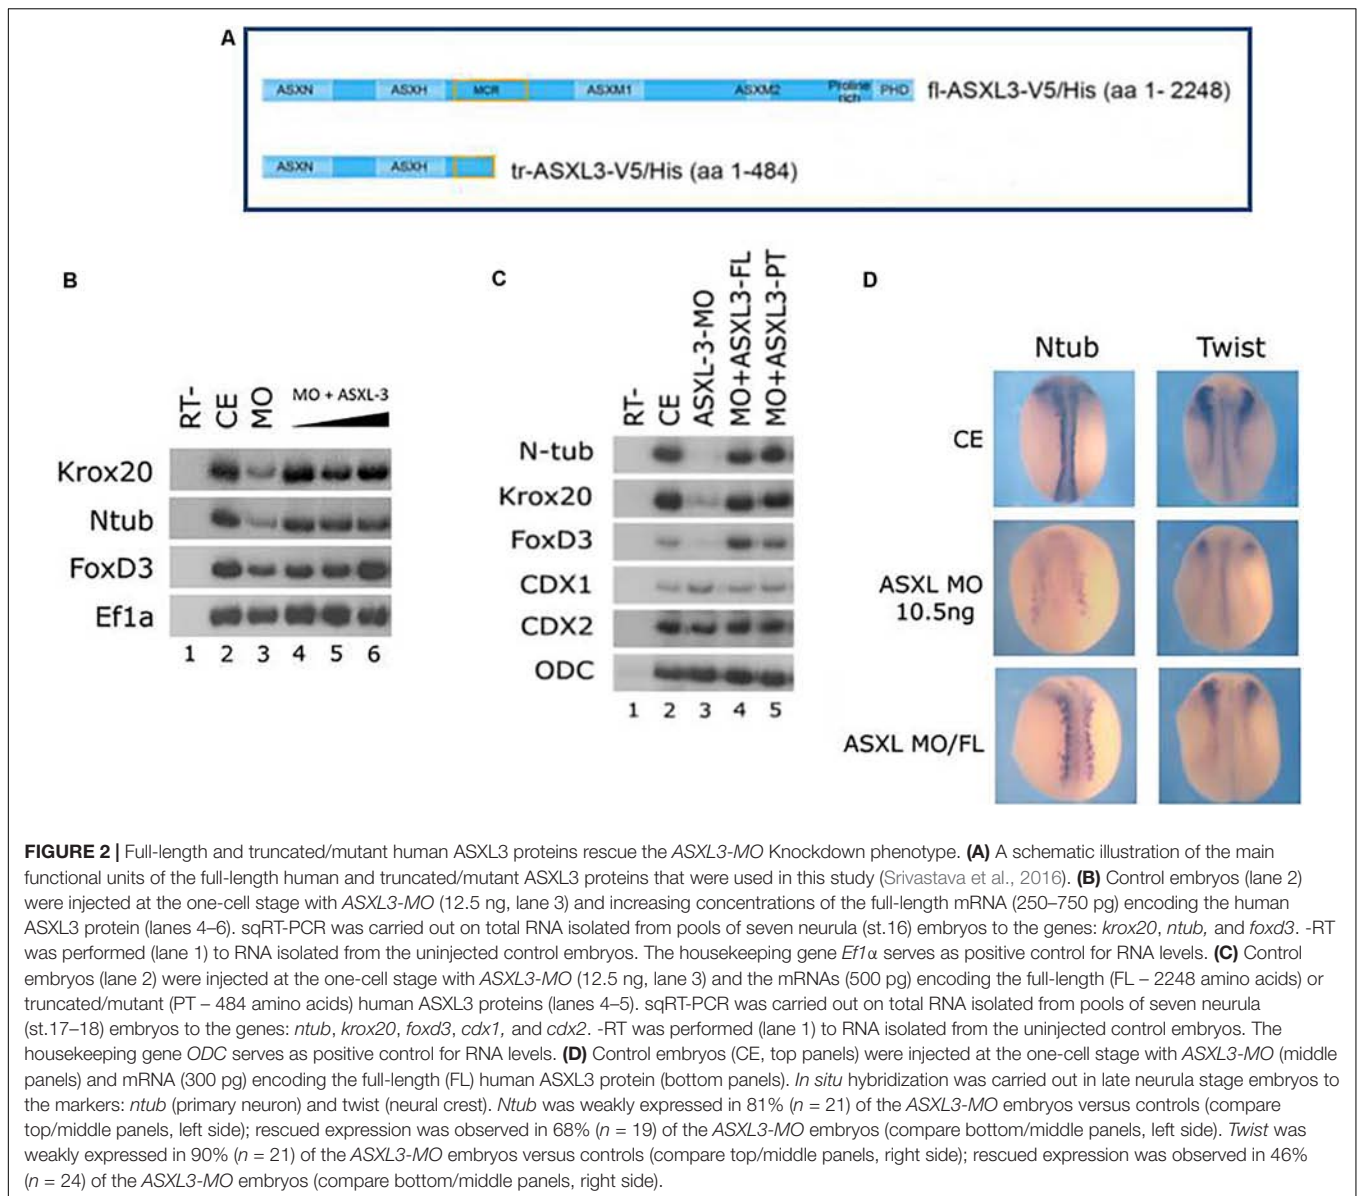 A
ASXN ASXH MCR ASXM1 ASXM2 Proline rich PHD fl-ASXL3-V5/His (aa 1- 2248)
ASXN ASXH tr-ASXL3-V5/His (aa 1-484)
B
RT- CE MO MO + ASXL-3
Krox20
Ntub
FoxD3
Ef1a
1 2 3 4 5 6
C
RT- CE ASXL-3-MO MO+ASXL3-FL MO+ASXL3-PT
N-tub
Krox20
FoxD3
CDX1
CDX2
ODC
1 2 3 4 5
D
Ntub Twist
CE
ASXL MO
10.5ng
ASXL MO/FL
FIGURE 2 | Full-length and truncated/mutant human ASXL3 proteins rescue the ASXL3-MO Knockdown phenotype. (A) A schematic illustration of the main
functional units of the full-length human and truncated/mutant ASXL3 proteins that were used in this study (Srivastava et al., 2016). (B) Control embryos (lane 2)
were injected at the one-cell stage with ASXL3-MO (12.5 ng, lane 3) and increasing concentrations of the full-length mRNA (250–750 pg) encoding the human
ASXL3 protein (lanes 4–6). sqRT-PCR was carried out on total RNA isolated from pools of seven neurula (st.16) embryos to the genes: krox20, ntub, and foxd3. -RT
was performed (lane 1) to RNA isolated from the uninjected control embryos. The housekeeping gene Ef1α serves as positive control for RNA levels. (C) Control
embryos (lane 2) were injected at the one-cell stage with ASXL3-MO (12.5 ng, lane 3) and the mRNAs (500 pg) encoding the full-length (FL – 2248 amino acids) or
truncated/mutant (PT – 484 amino acids) human ASXL3 proteins (lanes 4–5). sqRT-PCR was carried out on total RNA isolated from pools of seven neurula
(st.17–18) embryos to the genes: ntub, krox20, foxd3, cdx1, and cdx2. -RT was performed (lane 1) to RNA isolated from the uninjected control embryos. The
housekeeping gene ODC serves as positive control for RNA levels. (D) Control embryos (CE, top panels) were injected at the one-cell stage with ASXL3-MO (middle
panels) and mRNA (300 pg) encoding the full-length (FL) human ASXL3 protein (bottom panels). In situ hybridization was carried out in late neurula stage embryos to
the markers: ntub (primary neuron) and twist (neural crest). Ntub was weakly expressed in 81% (n = 21) of the ASXL3-MO embryos versus controls (compare
top/middle panels, left side); rescued expression was observed in 68% (n = 19) of the ASXL3-MO embryos (compare bottom/middle panels, left side). Twist was
weakly expressed in 90% (n = 21) of the ASXL3-MO embryos versus controls (compare top/middle panels, right side); rescued expression was observed in 46%
(n = 24) of the ASXL3-MO embryos (compare bottom/middle panels, right side).